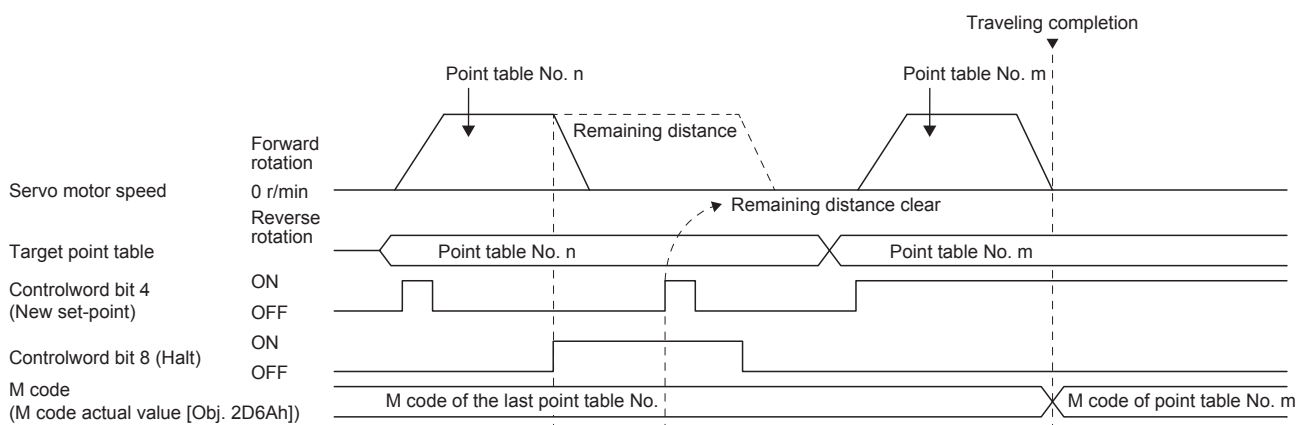 Traveling completion
Point table No. n
Point table No. m
Remaining distance
Forward
rotation
Servo motor speed
0 r/min
Remaining distance clear
Reverse
rotation
Target point table
Point table No. n
Point table No. m
Controlword bit 4
(New set-point)
ON
OFF
Controlword bit 8 (Halt)
ON
OFF
M code
(M code actual value [Obj. 2D6Ah])
M code of the last point table No.
M code of point table No. m